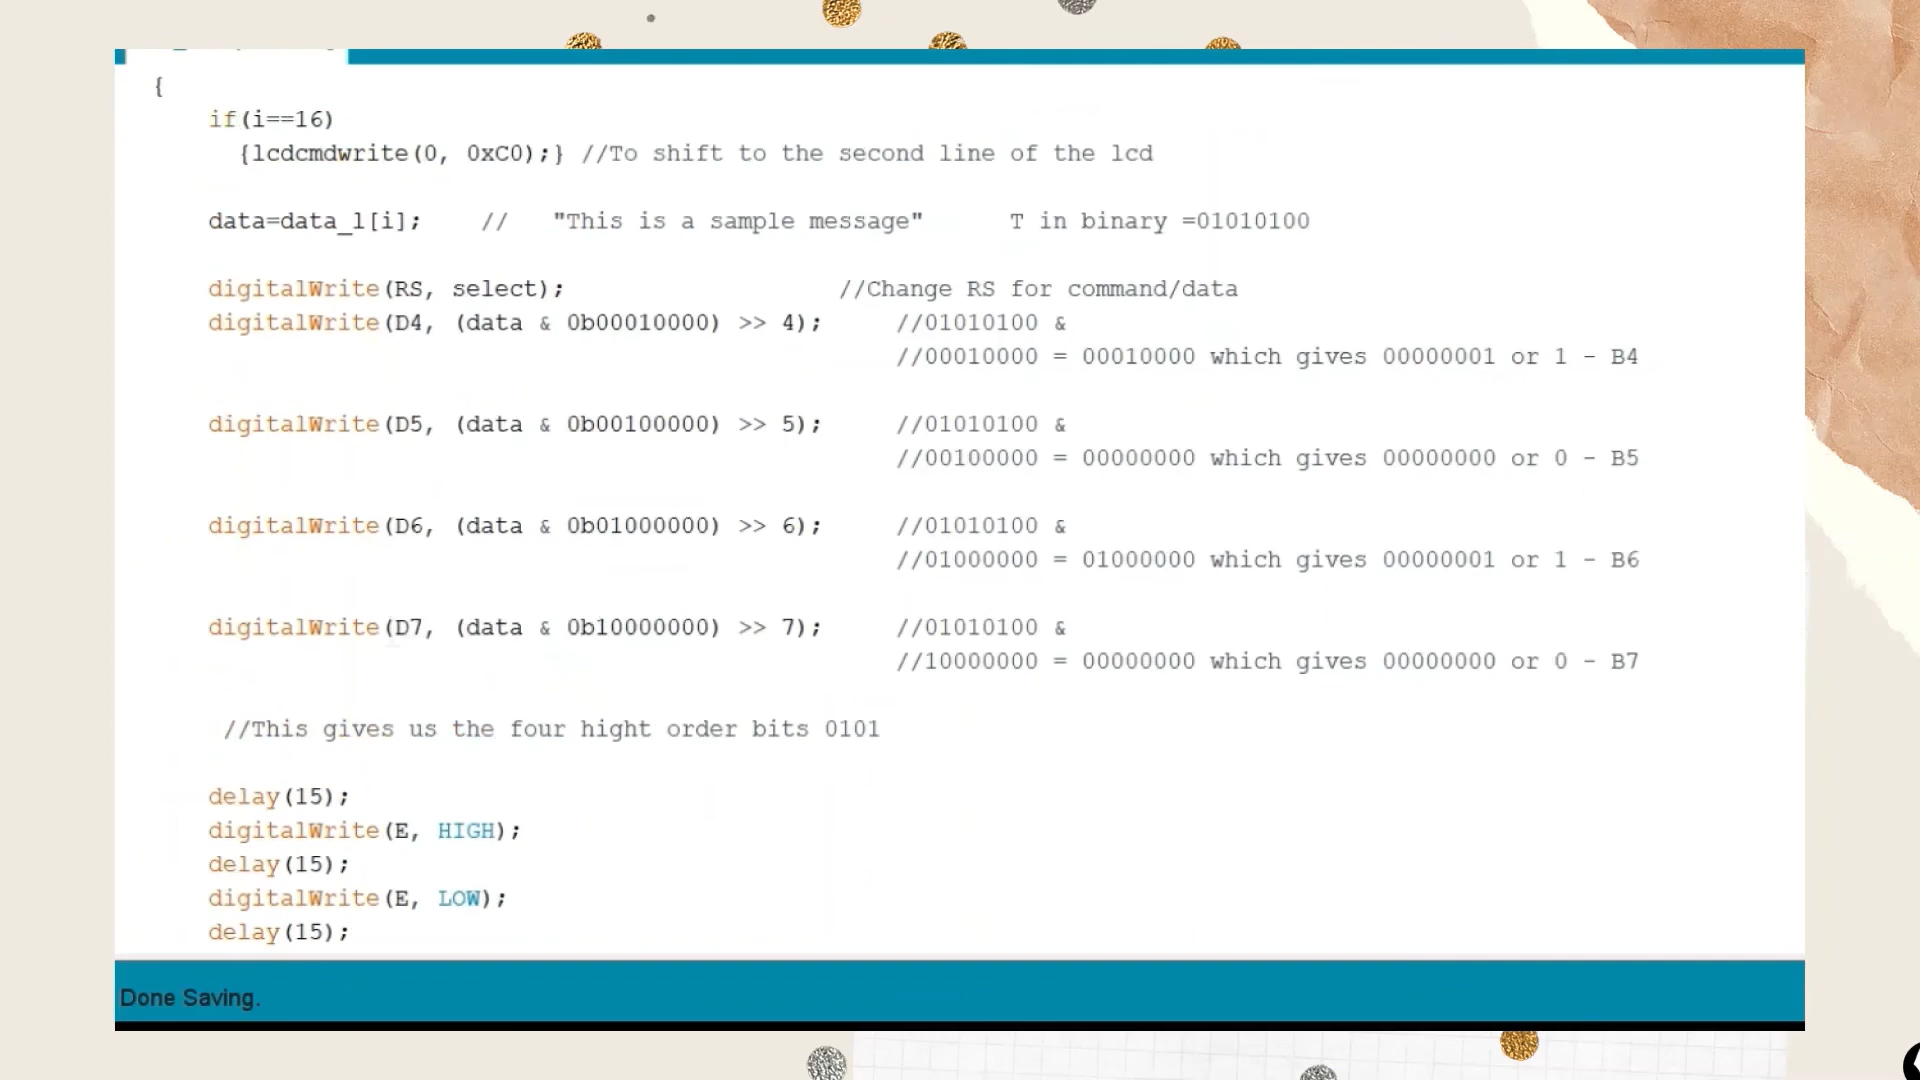 {
if(i==16)
{lcdcmdwrite(0, 0xC0);} //To shift to the second line of the lcd
data=data_l[i]; // "This is a sample message" T in binary =01010100
digitalWrite(RS, select); //Change RS for command/data
digitalWrite(D4, (data & 0b00010000) >> 4); //01010100 &
//00010000 = 00010000 which gives 00000001 or 1 - B4
digitalWrite(D5, (data & 0b00100000) >> 5); //01010100 &
//00100000 = 00000000 which gives 00000000 or 0 - B5
digitalWrite(D6, (data & 0b01000000) >> 6); //01010100 &
//01000000 = 01000000 which gives 00000001 or 1 - B6
digitalWrite(D7, (data & 0b10000000) >> 7); //01010100 &
//10000000 = 00000000 which gives 00000000 or 0 - B7
//This gives us the four hight order bits 0101
delay(15);
digitalWrite(E, HIGH);
delay(15);
digitalWrite(E, LOW);
delay(15);
Done Saving.